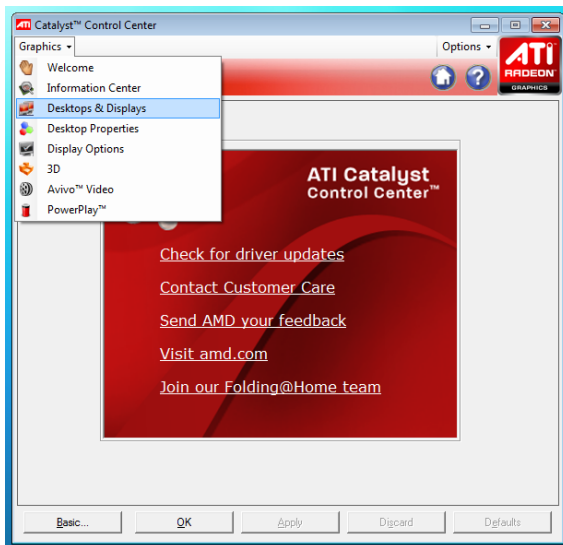 ATI Catalyst™ Control Center
Graphics Options
ATI
RADEON
GRAPHICS
Welcome
Information Center
Desktops & Displays
Desktop Properties
Display Options
3D
Avivo™ Video
PowerPlay™
ATI Catalyst
Control Center™
Check for driver updates
Contact Customer Care
Send AMD your feedback
Visit amd.com
Join our Folding@Home team
Basic... OK Apply Discard Defaults